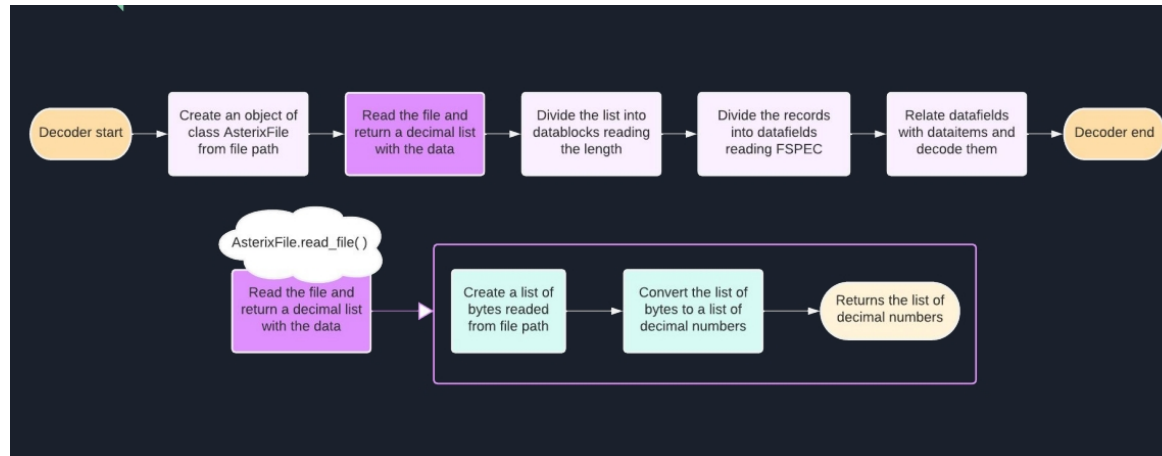 Decoder start
Create an object of
class AsterixFile
from file path
Read the file and
return a decimal list
with the data
Divide the list into
datablocks reading
the length
Divide the records
into datafields
reading FSPEC
Relate datafields
with dataitems and
decode them
Decoder end
AsterixFile.read_file( )
Read the file and
return a decimal list
with the data
Create a list of
bytes readed
from file path
Convert the list of
bytes to a list of
decimal numbers
Returns the list of
decimal numbers